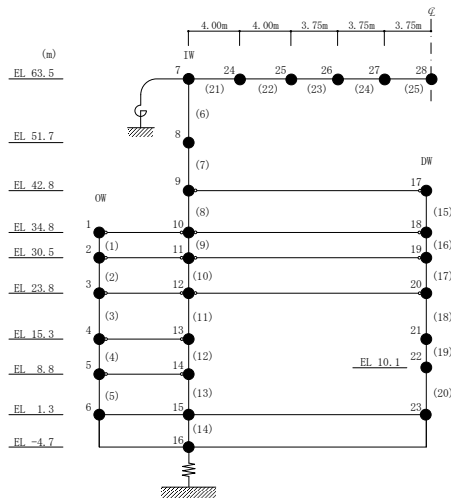 ℄
4.00m 4.00m 3.75m 3.75m 3.75m
(m) IW
EL 63.5 7 24 25 26 27 28
(21) (22) (23) (24) (25)
(6)
EL 51.7 8
(7) DW
EL 42.8 9 17
OW (8) (15)
EL 34.8 1 10 18
(1) (9) (16)
EL 30.5 2 11 19
(2) (10) (17)
EL 23.8 3 12 20
(3) (11) (18)
EL 15.3 4 13 21
(4) (12) (19)
EL 10.1 22
EL 8.8 5 14
(5) (13) (20)
EL 1.3 6 15 23
(14)
EL -4.7 16